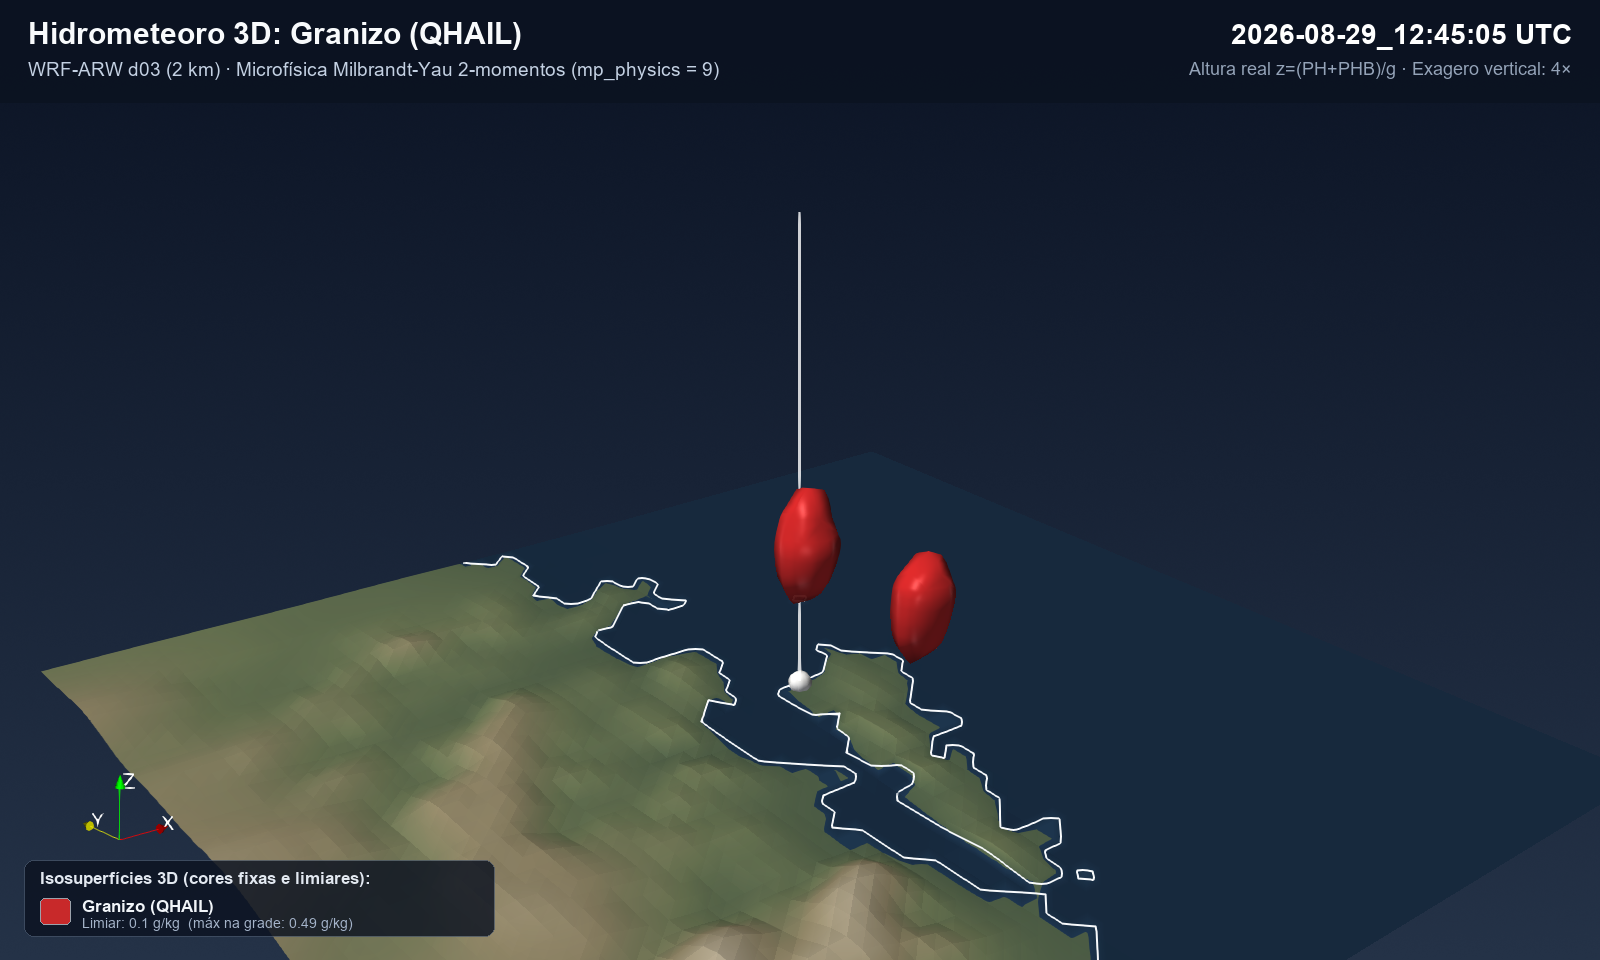 Hidrometeoro 3D: Granizo (QHAIL)
WRF-ARW d03 (2 km) · Microfísica Milbrandt-Yau 2-momentos (mp_physics = 9)
2026-08-29_12:45:05 UTC
Altura real z=(PH+PHB)/g · Exagero vertical: 4×
Z
Y
X
Isosuperfícies 3D (cores fixas e limiares):
Granizo (QHAIL)
Limiar: 0.1 g/kg (máx na grade: 0.49 g/kg)